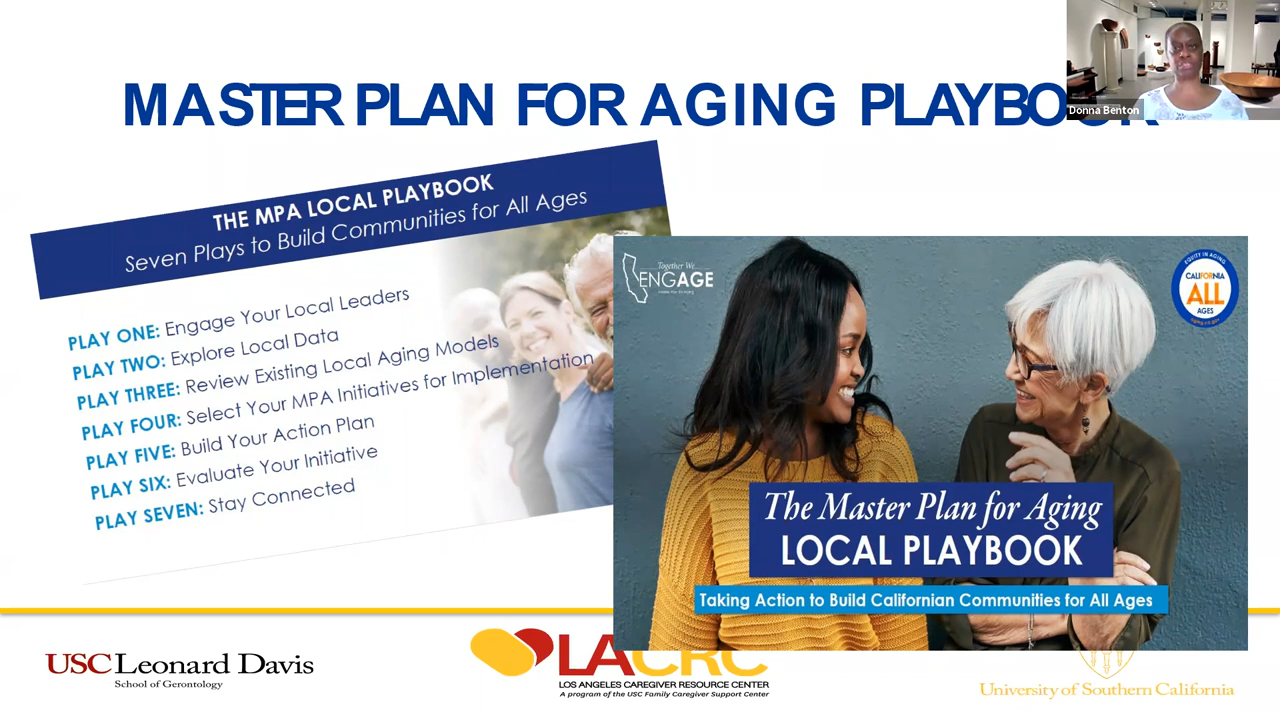 MASTER PLAN FOR AGING PLAYBOOK
Donna Benton
THE MPA LOCAL PLAYBOOK
Seven Plays to Build Communities for All Ages
PLAY ONE: Engage Your Local Leaders
PLAY TWO: Explore Local Data
PLAY THREE: Review Existing Local Aging Models
PLAY FOUR: Select Your MPA Initiatives for Implementation
PLAY FIVE: Build Your Action Plan
PLAY SIX: Evaluate Your Initiative
PLAY SEVEN: Stay Connected
Together We
ENGAGE
EQUITY IN AGING
CALIFORNIA
ALL
AGES
The Master Plan for Aging
LOCAL PLAYBOOK
Taking Action to Build Californian Communities for All Ages
USC Leonard Davis
School of Gerontology
LACRC
LOS ANGELES CAREGIVER RESOURCE CENTER
A program of the USC Family Caregiver Support Center
University of Southern California